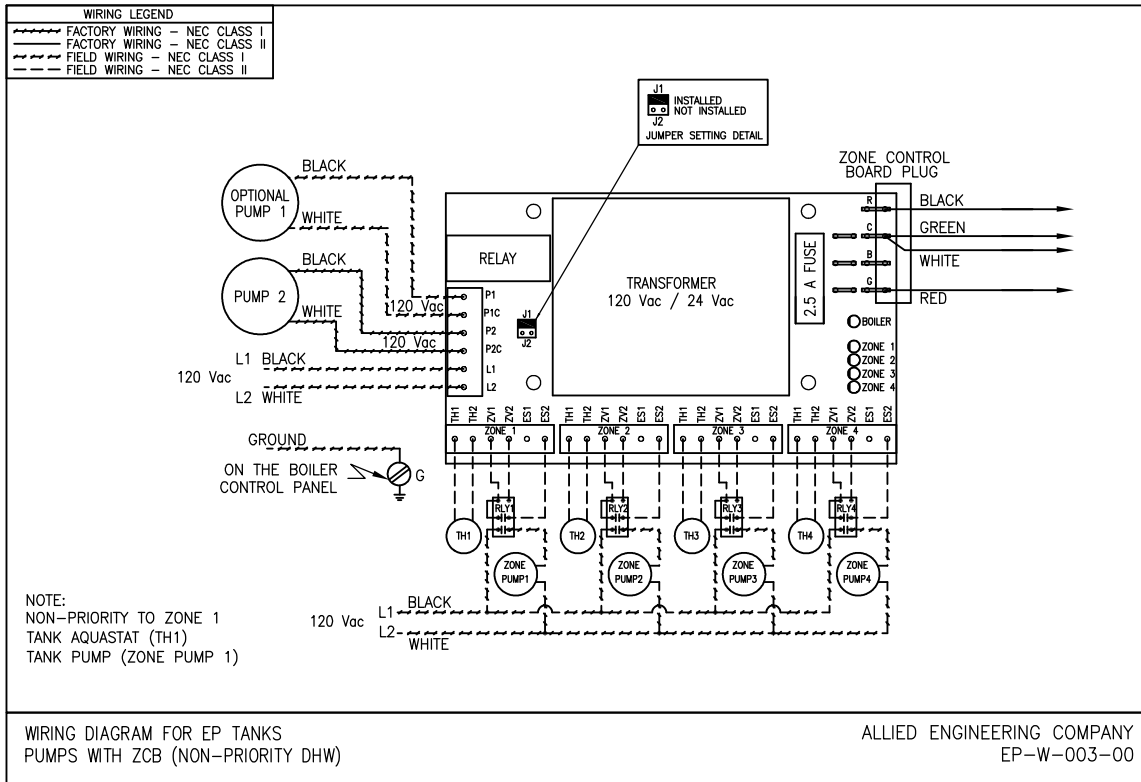 WIRING LEGEND
FACTORY WIRING – NEC CLASS I
FACTORY WIRING – NEC CLASS II
FIELD WIRING – NEC CLASS I
FIELD WIRING – NEC CLASS II
J1
INSTALLED
NOT INSTALLED
J2
JUMPER SETTING DETAIL
ZONE CONTROL
BOARD PLUG
BLACK
OPTIONAL
PUMP 1
WHITE
BLACK
PUMP 2
WHITE
120 Vac
120 Vac
L1 BLACK
120 Vac
L2 WHITE
RELAY
P1
P1C
P2
P2C
L1
L2
J1
J2
TRANSFORMER
120 Vac / 24 Vac
2.5 A FUSE
R
C
B
G
BLACK
GREEN
WHITE
RED
BOILER
ZONE 1
ZONE 2
ZONE 3
ZONE 4
TH1 TH2 ZV1 ZV2 ES1 ES2
TH1 TH2 ZV1 ZV2 ES1 ES2
TH1 TH2 ZV1 ZV2 ES1 ES2
TH1 TH2 ZV1 ZV2 ES1 ES2
ZONE 1
ZONE 2
ZONE 3
ZONE 4
GROUND
ON THE BOILER
CONTROL PANEL
G
RLY1
RLY2
RLY3
RLY4
TH1
TH2
TH3
TH4
ZONE
PUMP1
ZONE
PUMP2
ZONE
PUMP3
ZONE
PUMP4
BLACK
L1
120 Vac
L2
WHITE
NOTE:
NON–PRIORITY TO ZONE 1
TANK AQUASTAT (TH1)
TANK PUMP (ZONE PUMP 1)
WIRING DIAGRAM FOR EP TANKS
PUMPS WITH ZCB (NON–PRIORITY DHW)
ALLIED ENGINEERING COMPANY
EP–W–003–00